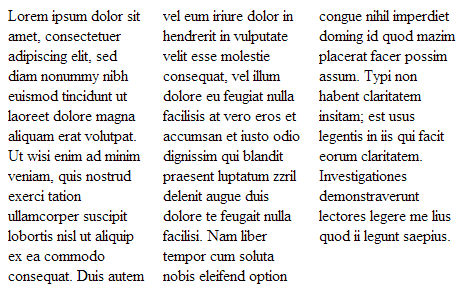 Lorem ipsum dolor sit
amet, consectetuer
adipiscing elit, sed
diam nonummy nibh
euismod tincidunt ut
laoreet dolore magna
aliquam erat volutpat.
Ut wisi enim ad minim
veniam, quis nostrud
exerci tation
ullamcorper suscipit
lobortis nisl ut aliquip
ex ea commodo
consequat. Duis autem
vel eum iriure dolor in
hendrerit in vulputate
velit esse molestie
consequat, vel illum
dolore eu feugiat nulla
facilisis at vero eros et
accumsan et iusto odio
dignissim qui blandit
praesent luptatum zzril
delenit augue duis
dolore te feugait nulla
facilisi. Nam liber
tempor cum soluta
nobis eleifend option
congue nihil imperdiet
doming id quod mazim
placerat facer possim
assum. Typi non
habent claritatem
insitam; est usus
legentis in iis qui facit
eorum claritatem.
Investigationes
demonstraverunt
lectores legere me lius
quod ii legunt saepius.